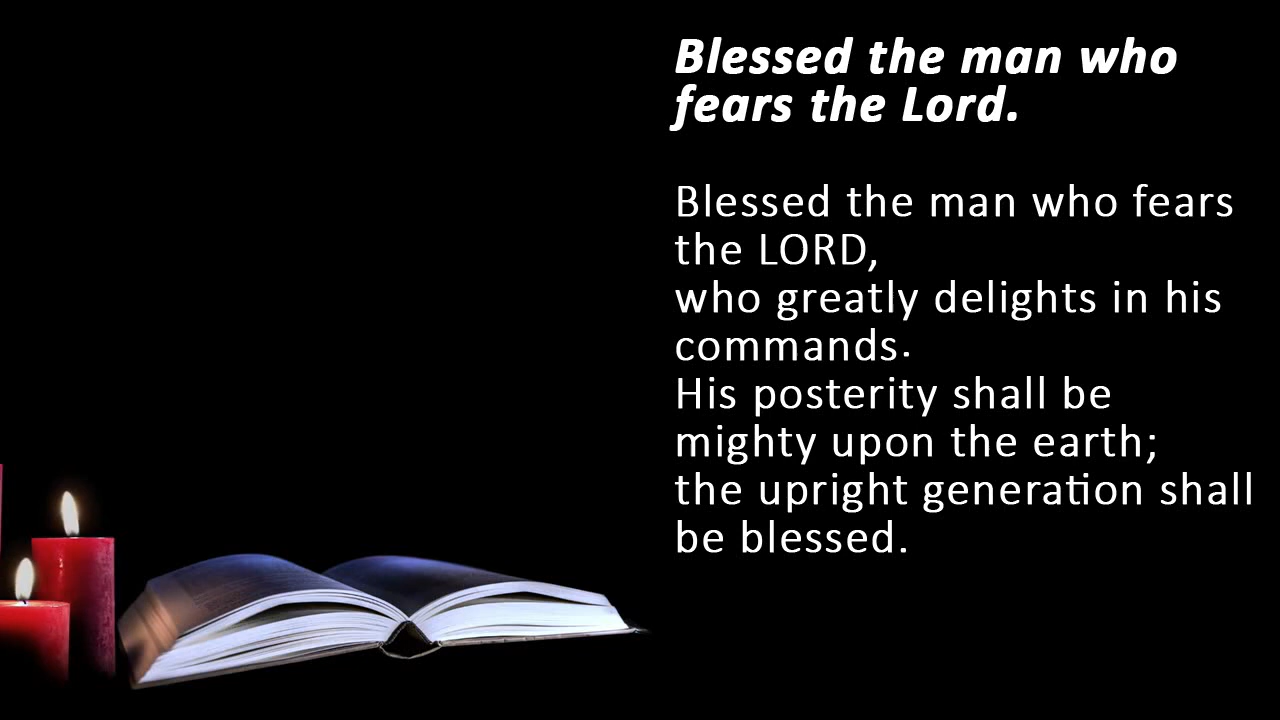 Blessed the man who
fears the Lord.
Blessed the man who fears
the LORD,
who greatly delights in his
commands.
His posterity shall be
mighty upon the earth;
the upright generation shall
be blessed.